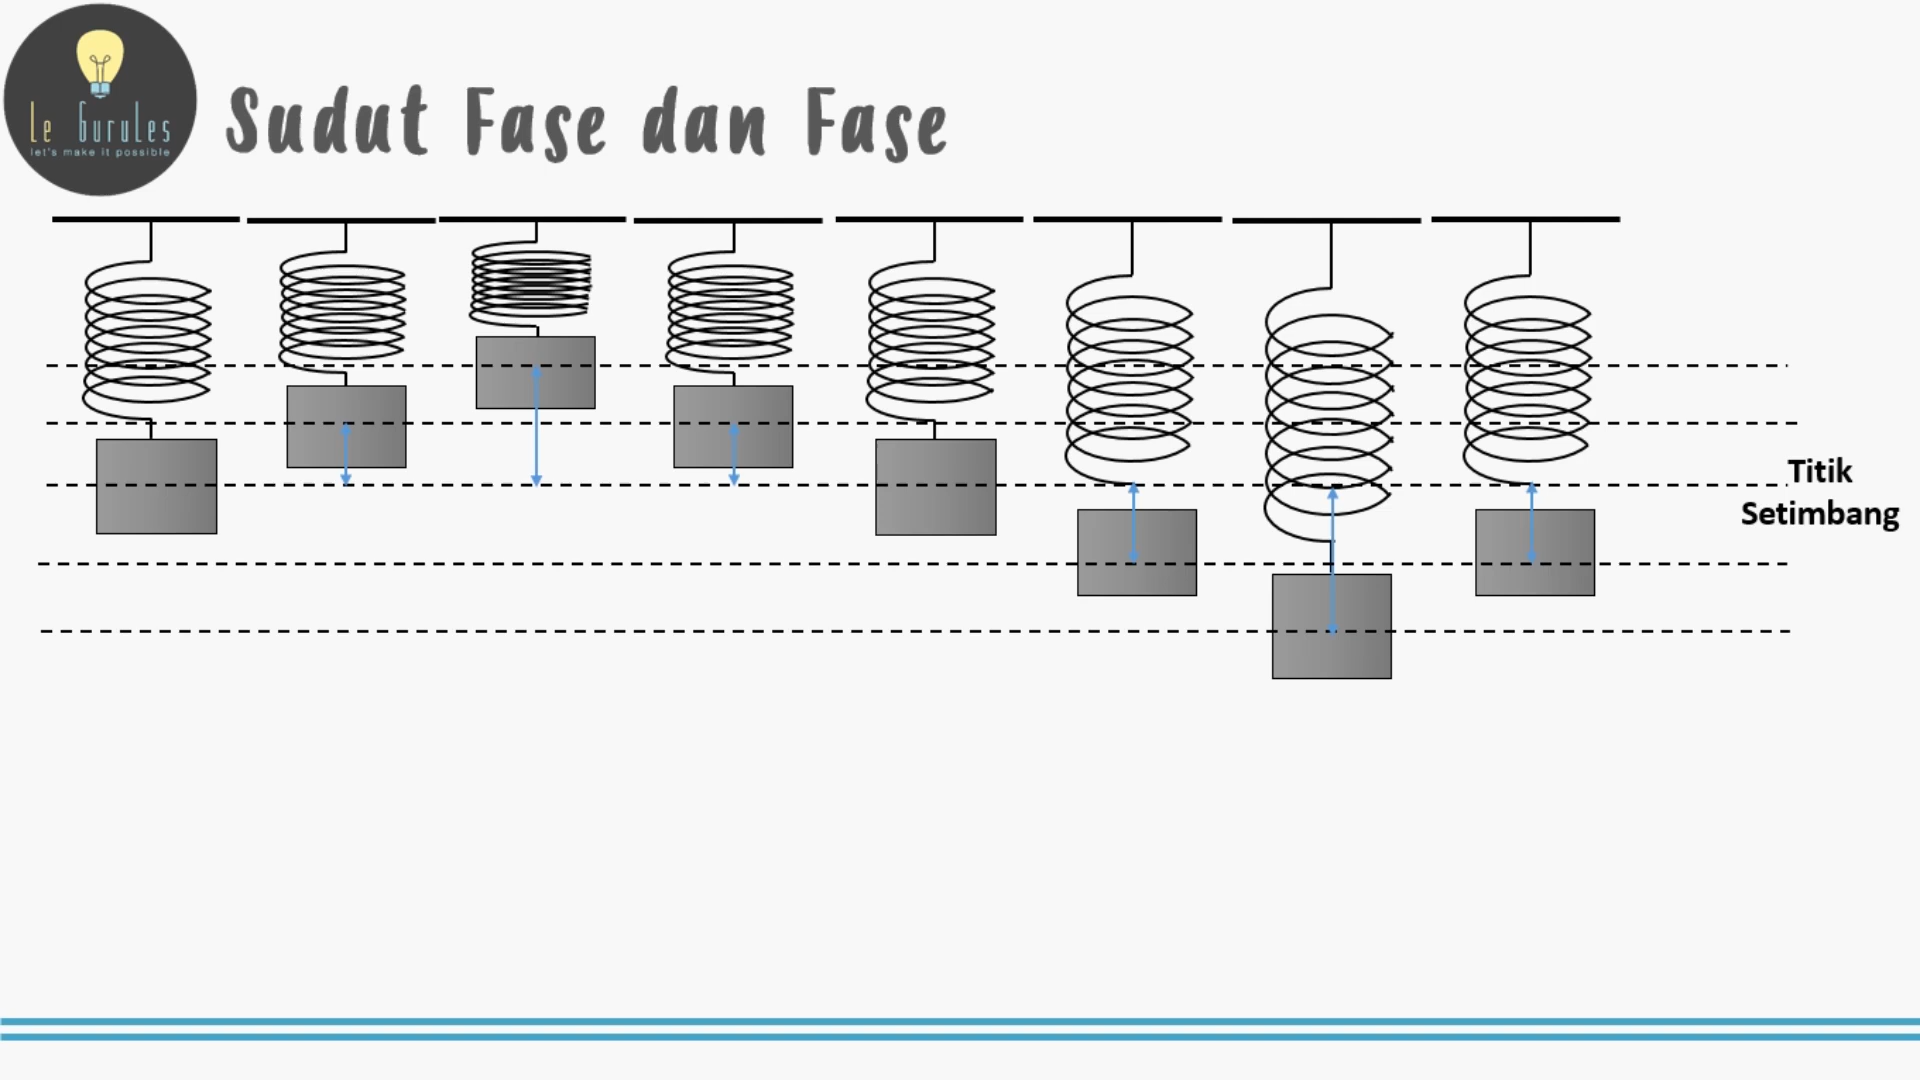 Le GuruLes
let's make it possible
Sudut Fase dan Fase
Titik
Setimbang